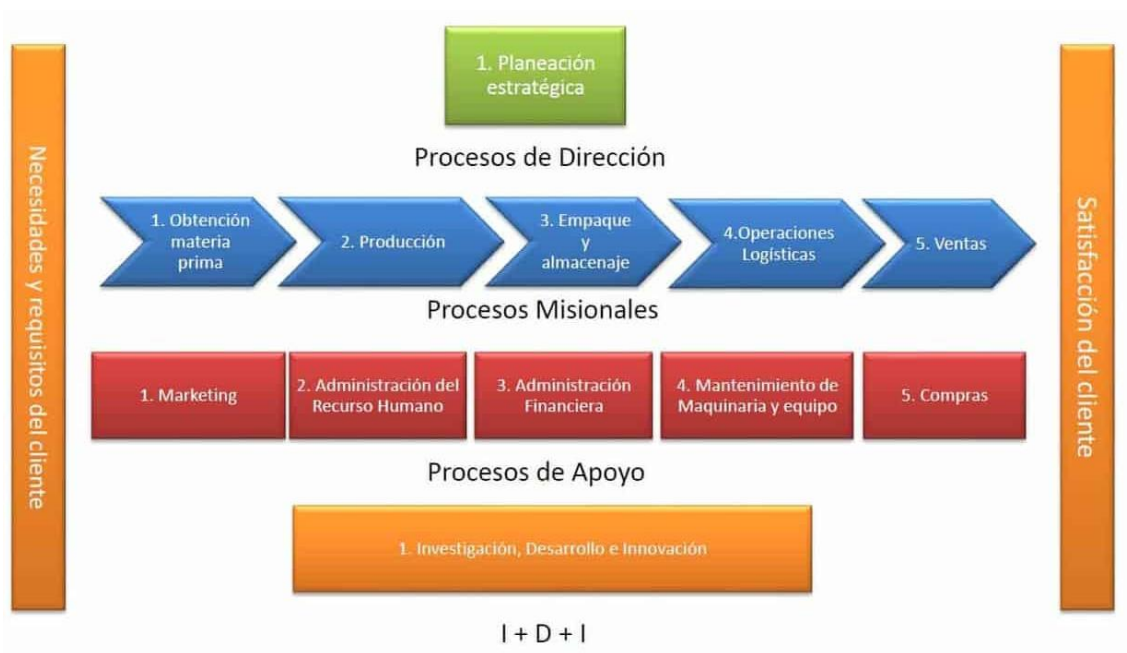 Necesidades y requisitos del cliente
1. Planeación
estratégica
Procesos de Dirección
1. Obtención
materia
prima
2. Producción
3. Empaque
y
almacenaje
4.Operaciones
Logísticas
5. Ventas
Procesos Misionales
1. Marketing
2. Administración del
Recurso Humano
3. Administración
Financiera
4. Mantenimiento de
Maquinaria y equipo
5. Compras
Procesos de Apoyo
1. Investigación, Desarrollo e Innovación
I + D + I
Satisfacción del cliente